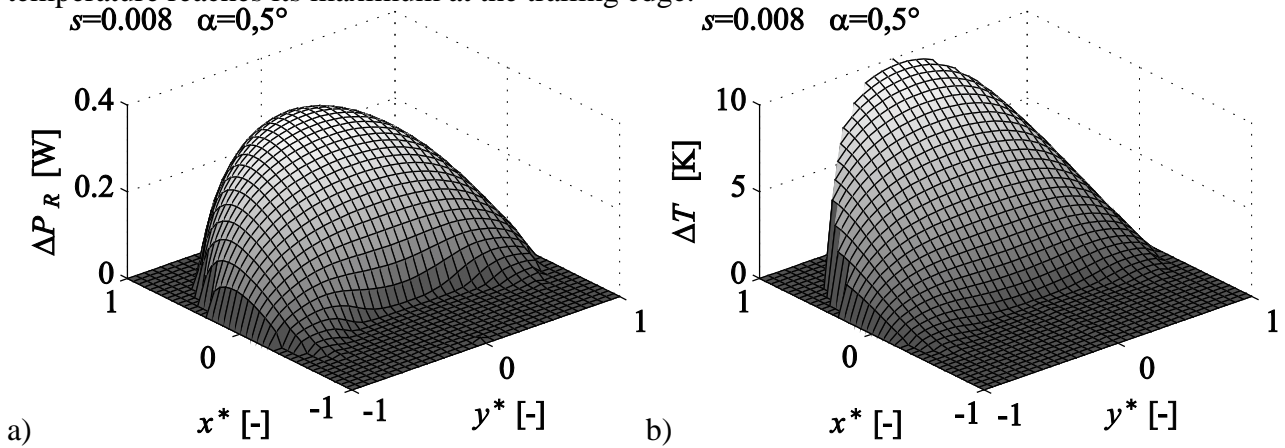 temperature reaches its maximum at the trailing edge.
s=0.008 α=0,5°
ΔP R [W]
0.4
0.2
0
1
0
-1
x* [-]
-1
0
1
y* [-]
a)
s=0.008 α=0,5°
ΔT [K]
10
5
0
1
0
-1
x* [-]
-1
0
1
y* [-]
b)